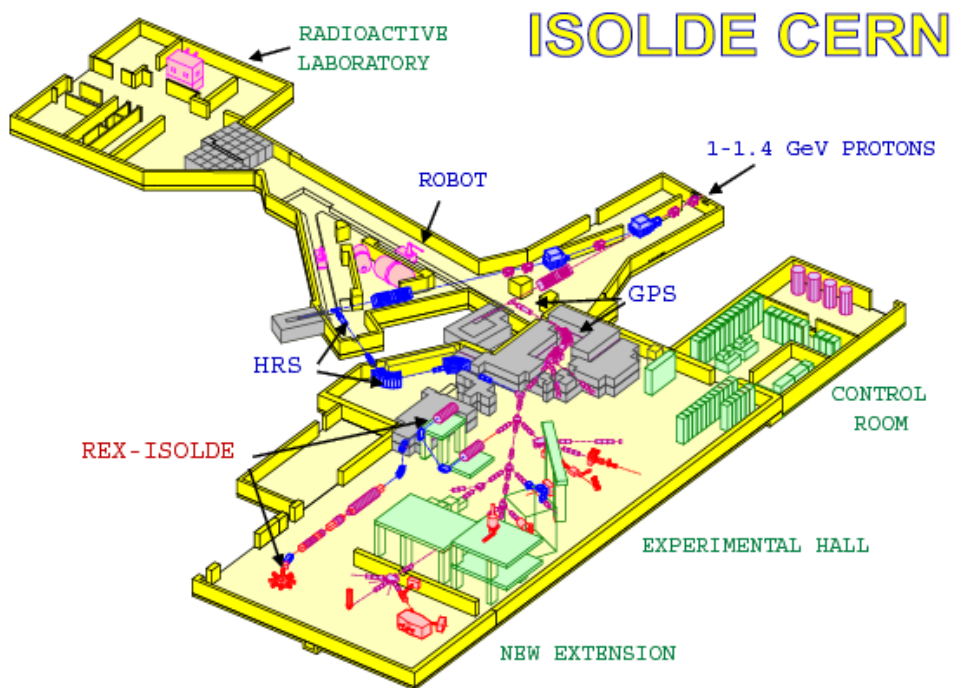 ISOLDE CERN
RADIOACTIVE
LABORATORY
1-1.4 GeV PROTONS
ROBOT
GPS
HRS
CONTROL
ROOM
REX-ISOLDE
EXPERIMENTAL HALL
NEW EXTENSION